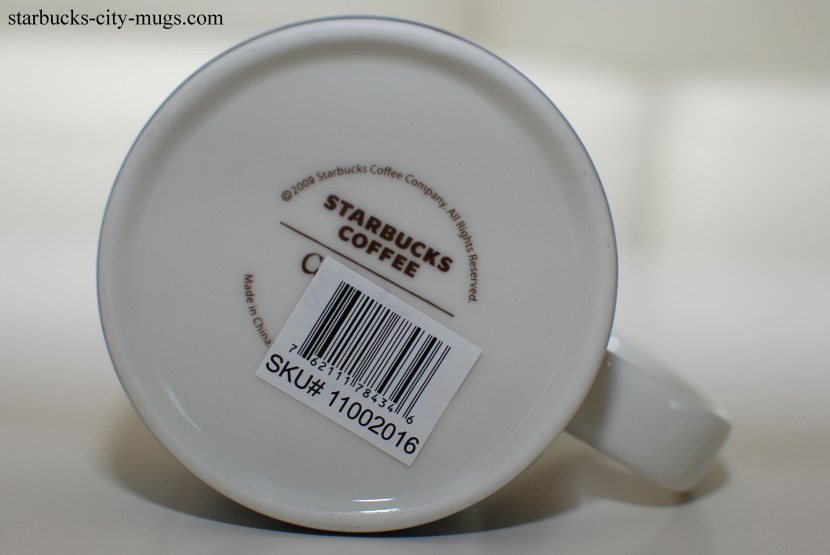 starbucks-city-mugs.com
©2009 Starbucks Coffee Company. All Rights Reserved.
STARBUCKS
COFFEE
C
Made in China.
7 62111 78434 6
SKU# 11002016